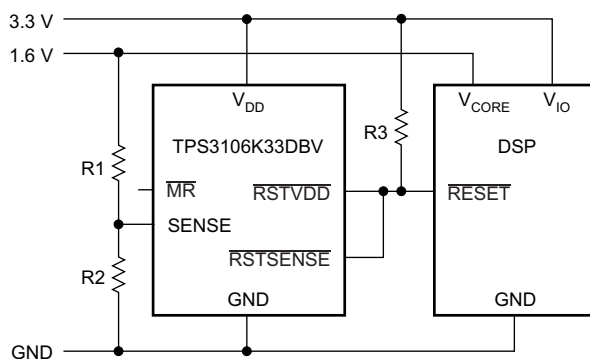 3.3 V
1.6 V
VDD
R3
VCORE
VIO
TPS3106K33DBV
DSP
R1
MR
RSTVDD
RESET
SENSE
RSTSENSE
R2
GND
GND
GND